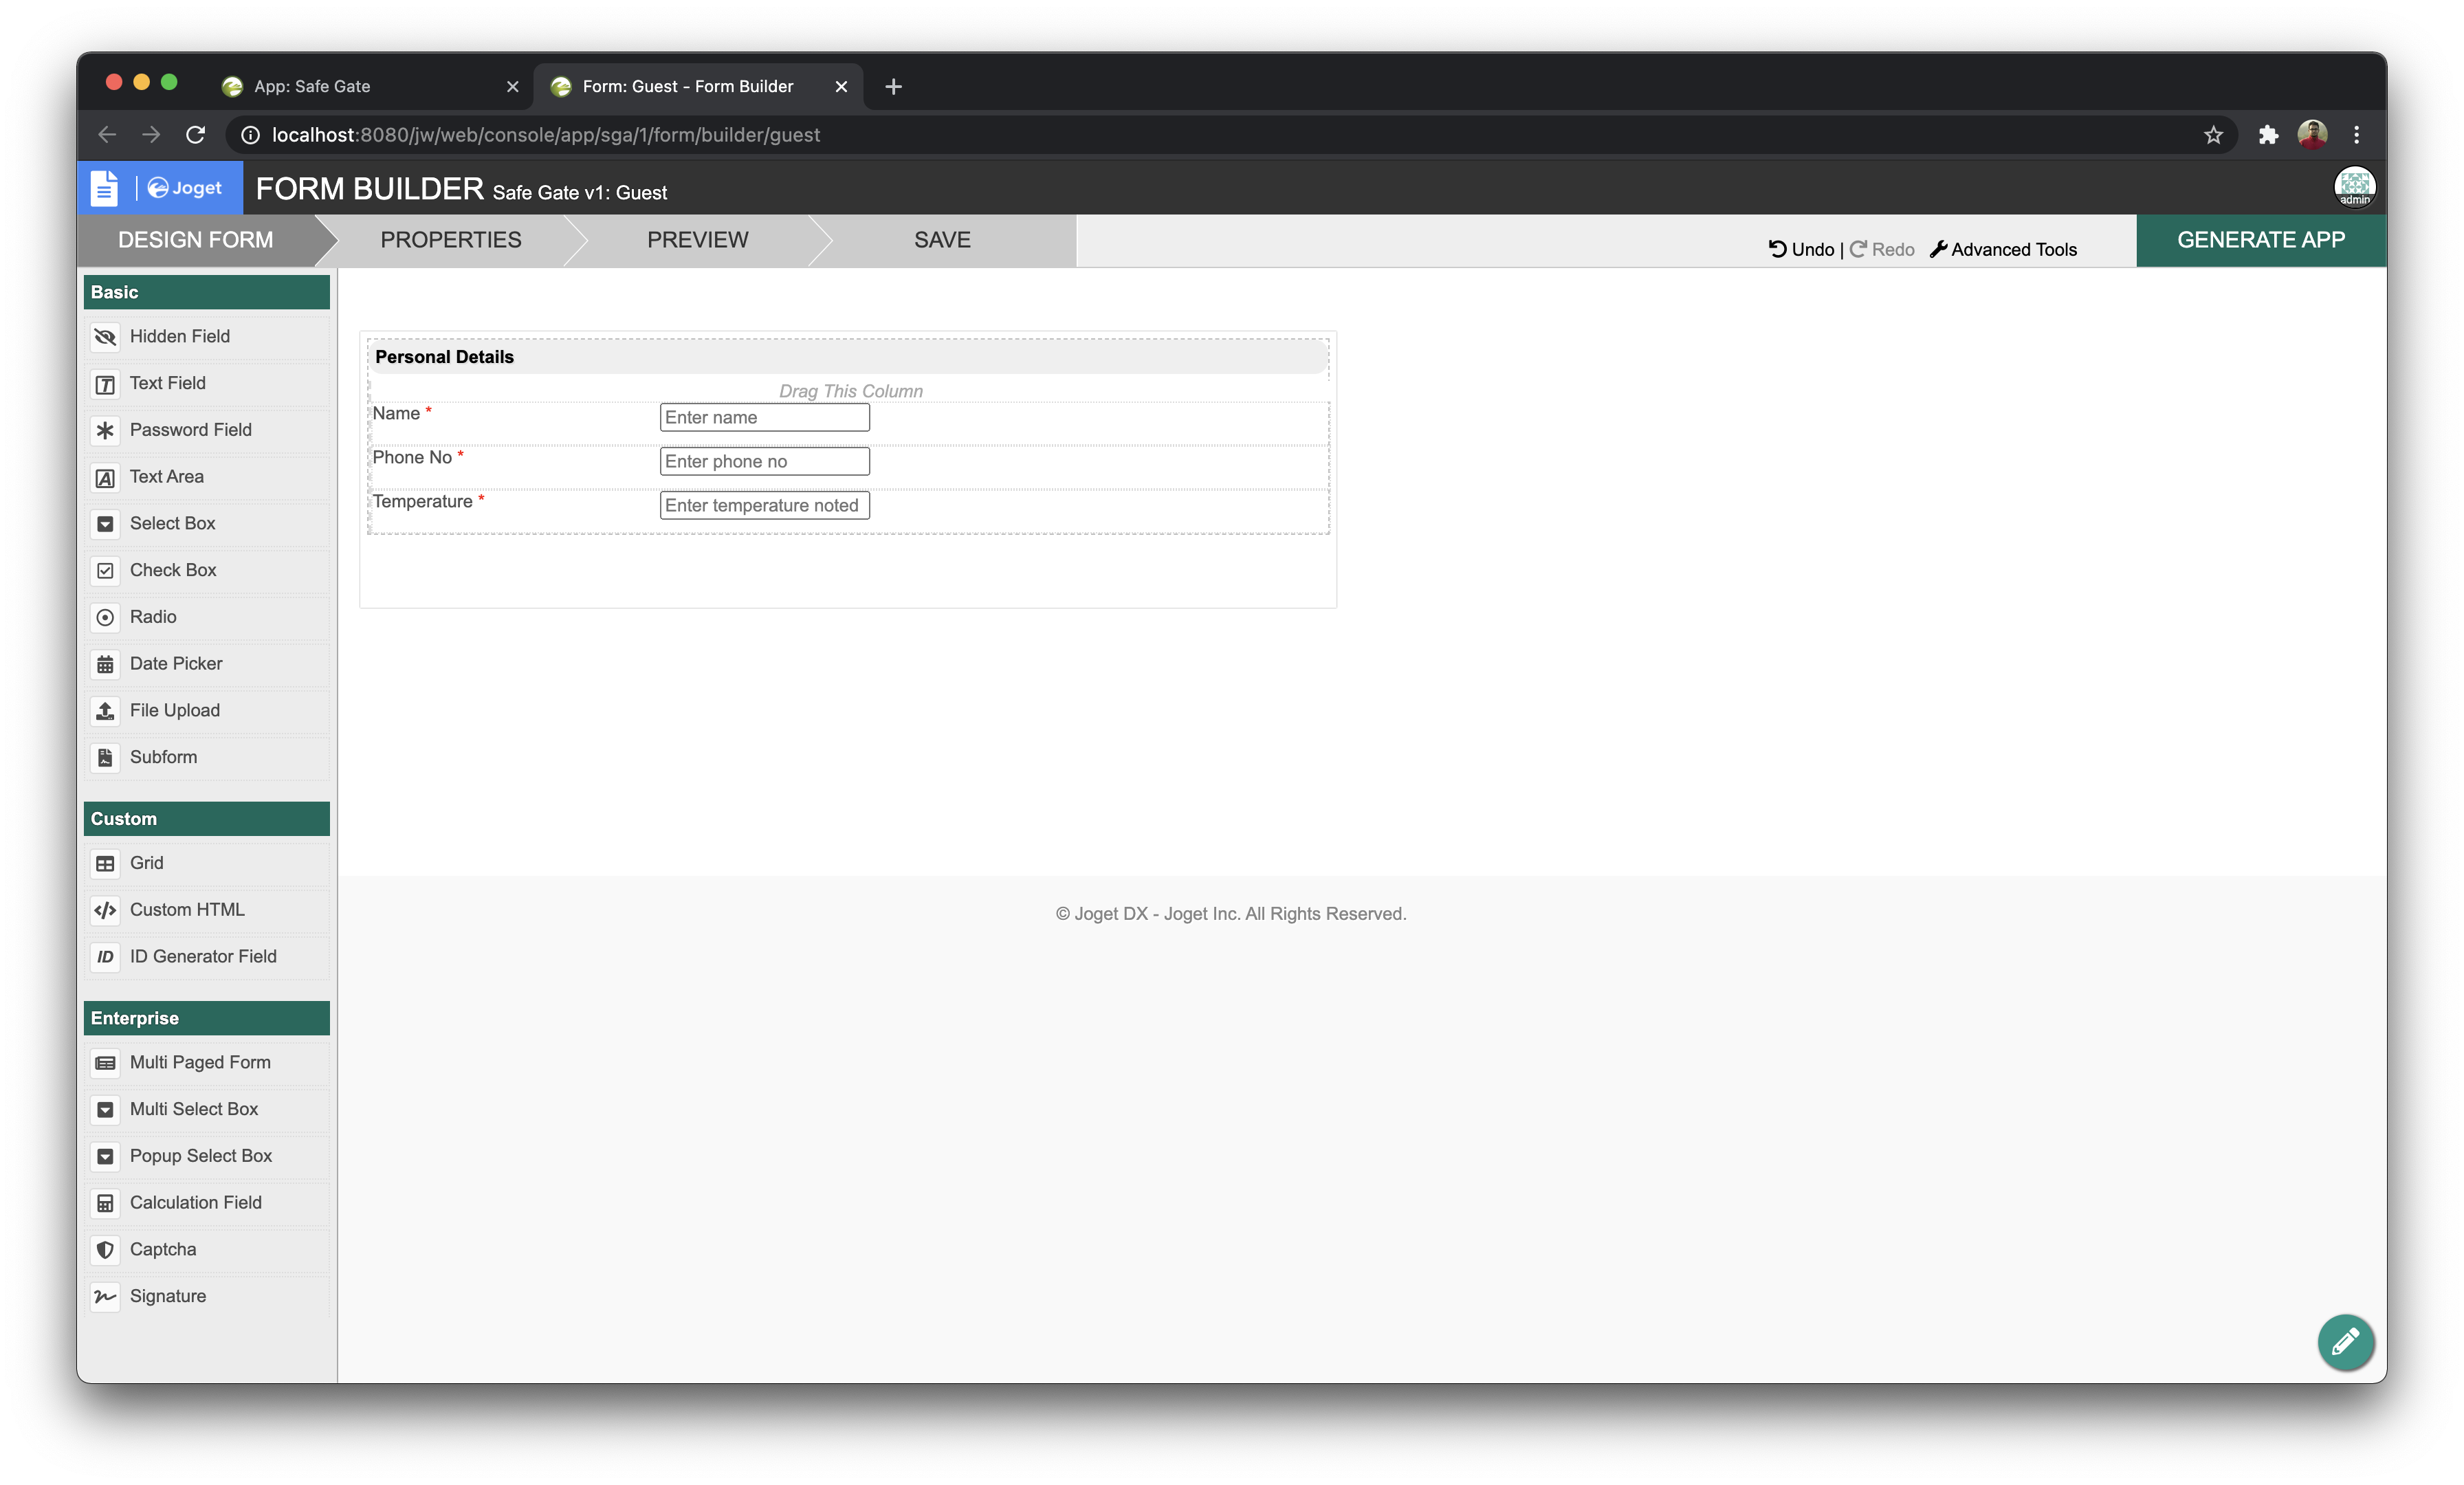 App: Safe Gate
Form: Guest - Form Builder
localhost:8080/jw/web/console/app/sga/1/form/builder/guest
Joget
FORM BUILDER Safe Gate v1: Guest
admin
DESIGN FORM
PROPERTIES
PREVIEW
SAVE
Undo | Redo Advanced Tools
GENERATE APP
Basic
Hidden Field
Text Field
Password Field
Text Area
Select Box
Check Box
Radio
Date Picker
File Upload
Subform
Custom
Grid
Custom HTML
ID ID Generator Field
Enterprise
Multi Paged Form
Multi Select Box
Popup Select Box
Calculation Field
Captcha
Signature
Personal Details
Drag This Column
Name * Enter name
Phone No * Enter phone no
Temperature * Enter temperature noted
© Joget DX - Joget Inc. All Rights Reserved.